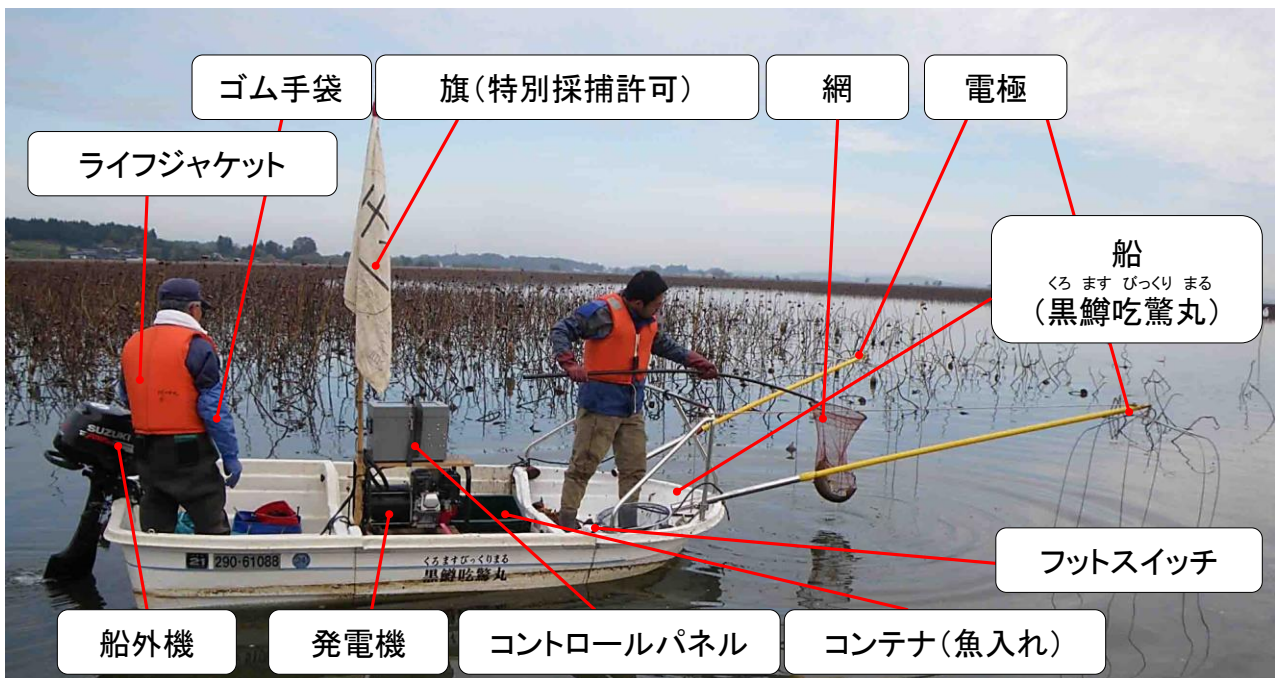 ゴム手袋
旗(特別採捕許可)
網
電極
ライフジャケット
船
くろ ます びっくり まる
(黒鱒吃驚丸)
SUZUKI
21 290-61088
くろますびっくりまる
黒鱒吃驚丸
フットスイッチ
船外機
発電機
コントロールパネル
コンテナ(魚入れ)